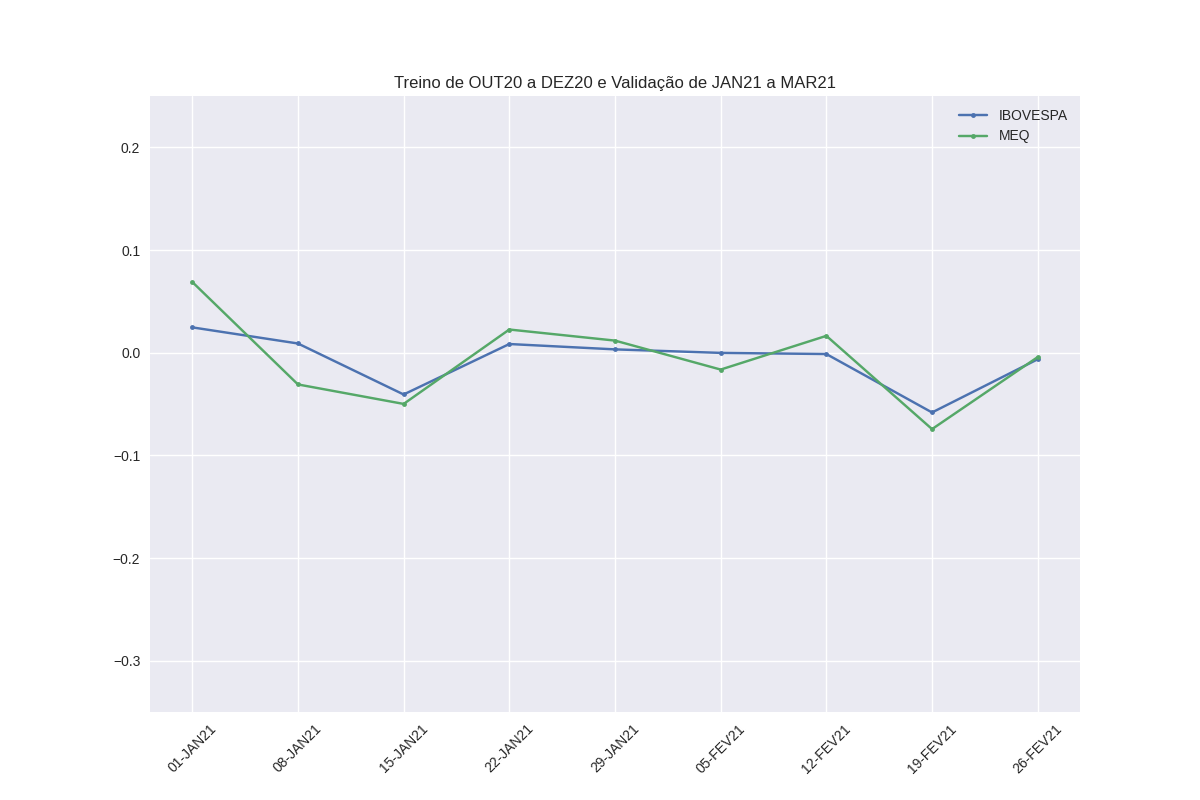 Treino de OUT20 a DEZ20 e Validação de JAN21 a MAR21
IBOVESPA
MEQ
0.2
0.1
0.0
−0.1
−0.2
−0.3
01-JAN21
08-JAN21
15-JAN21
22-JAN21
29-JAN21
05-FEV21
12-FEV21
19-FEV21
26-FEV21